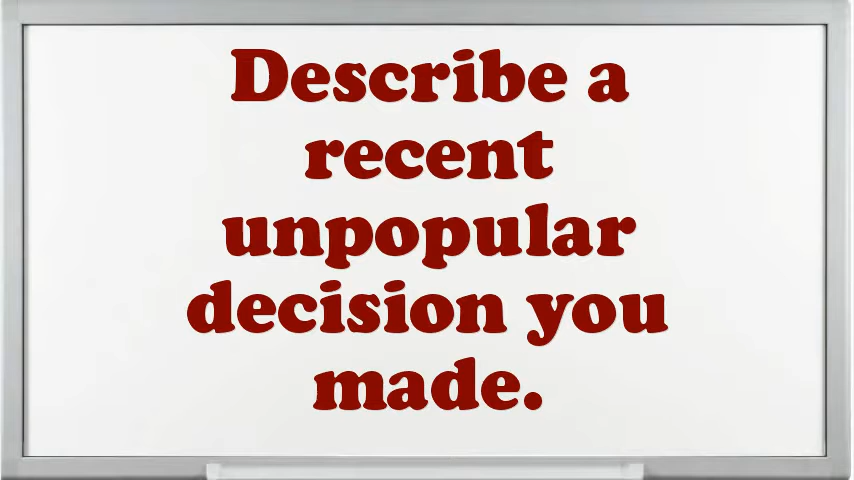 Describe a
recent
unpopular
decision you
made.